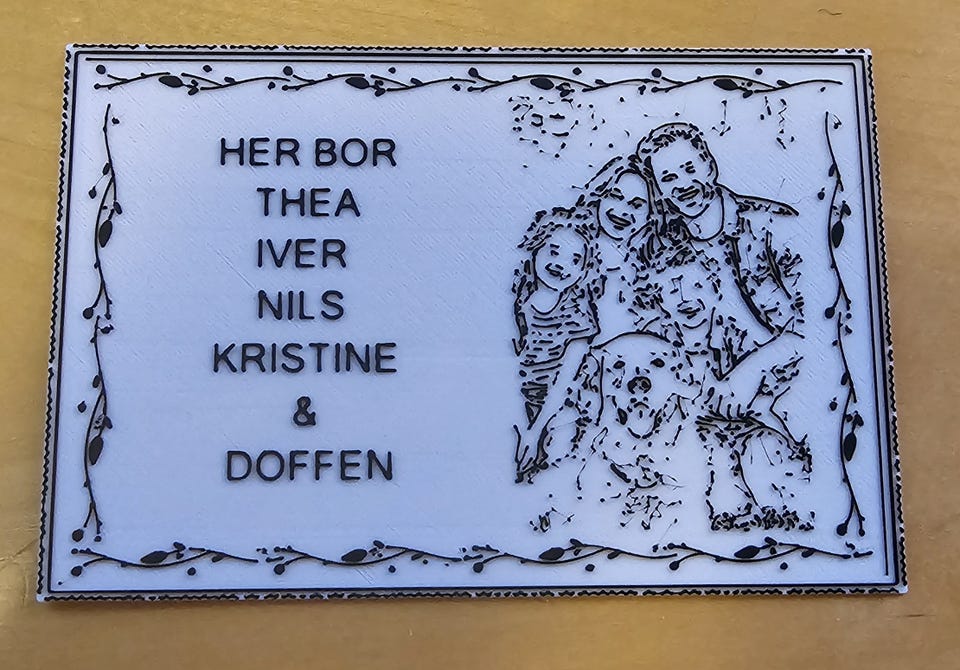 HER BOR
THEA
IVER
NILS
KRISTINE
&
DOFFEN